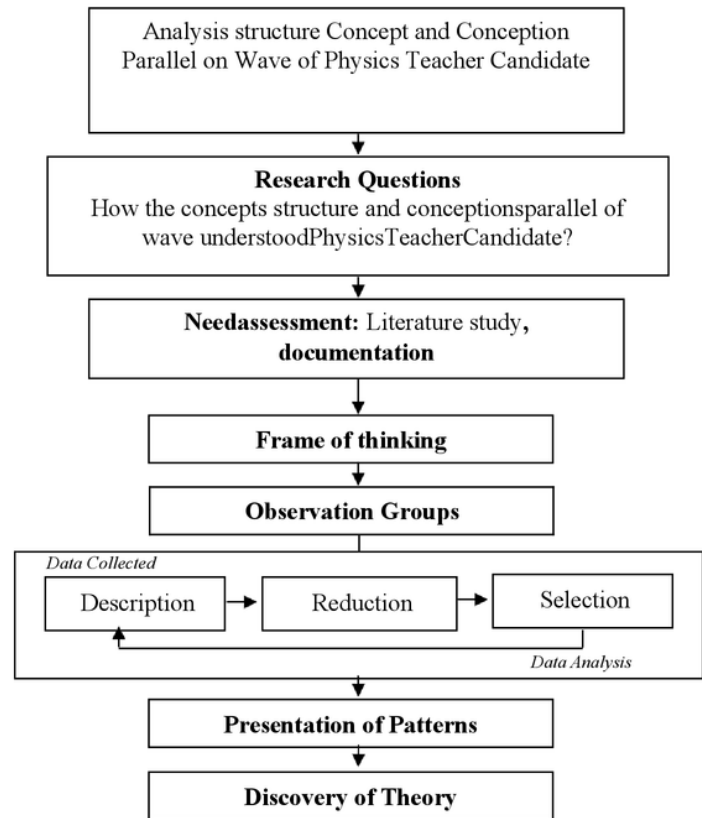 Analysis structure Concept and Conception
Parallel on Wave of Physics Teacher Candidate
Research Questions
How the concepts structure and conceptionsparallel of
wave understoodPhysicsTeacherCandidate?
Needassessment: Literature study,
documentation
Frame of thinking
Observation Groups
Data Collected
Description
Reduction
Selection
Data Analysis
Presentation of Patterns
Discovery of Theory